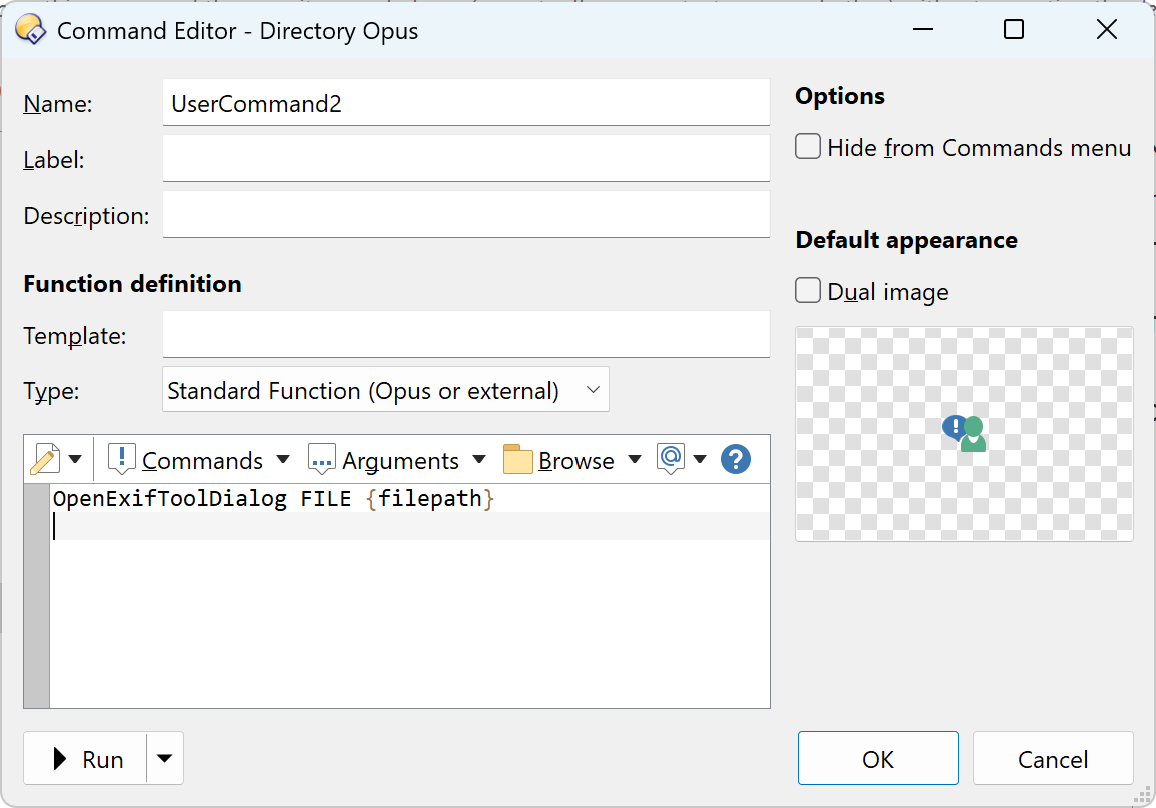 Command Editor - Directory Opus
Name: UserCommand2
Label:
Description:
Function definition
Template:
Type: Standard Function (Opus or external)
Commands Arguments Browse
OpenExifToolDialog FILE {filepath}
Run
Options
Hide from Commands menu
Default appearance
Dual image
OK Cancel